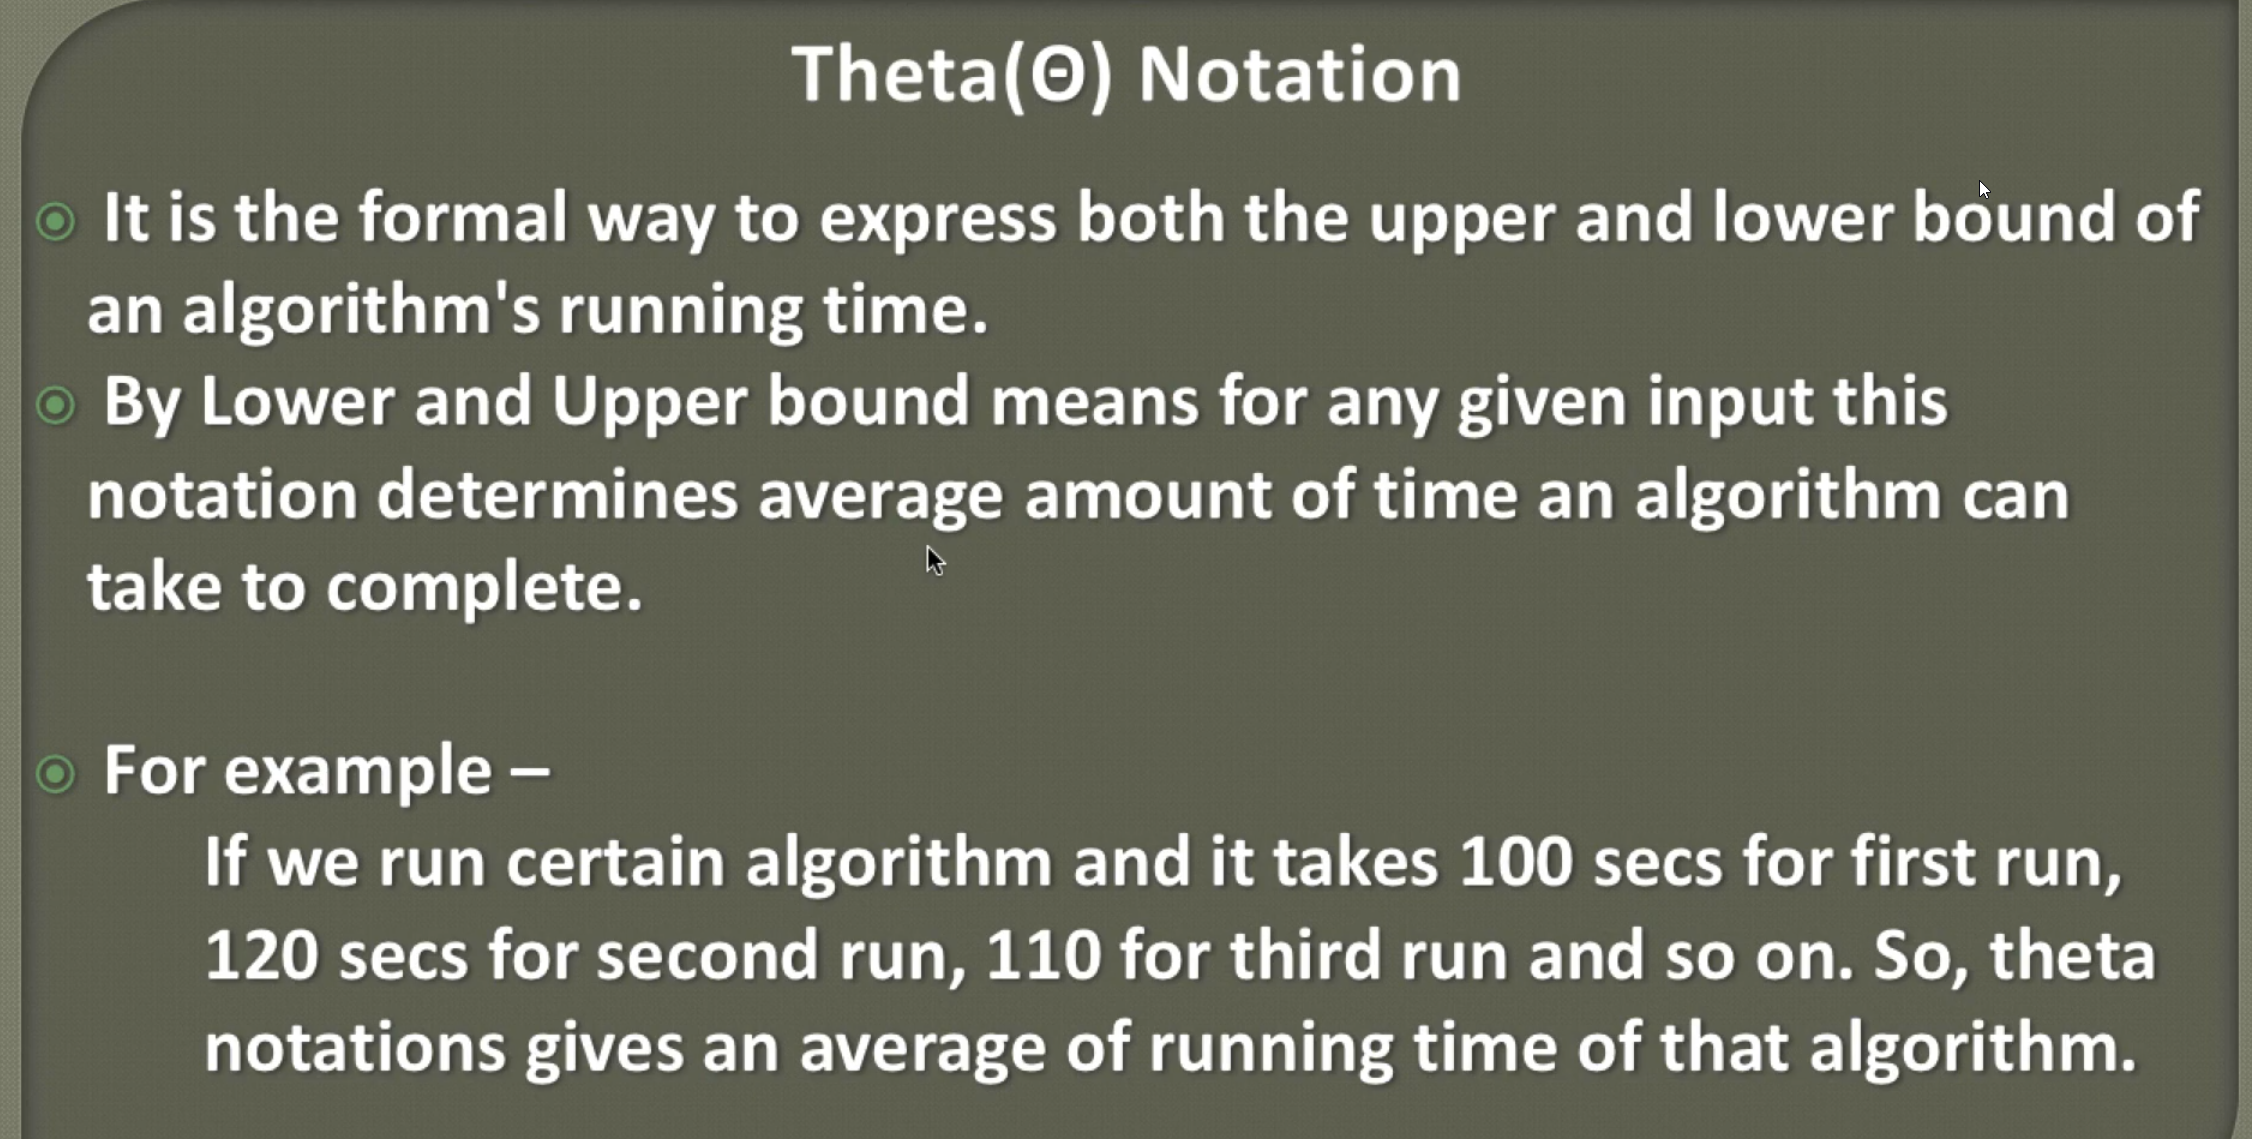 Theta(Θ) Notation
It is the formal way to express both the upper and lower bound of
an algorithm's running time.
By Lower and Upper bound means for any given input this
notation determines average amount of time an algorithm can
take to complete.
For example –
If we run certain algorithm and it takes 100 secs for first run,
120 secs for second run, 110 for third run and so on. So, theta
notations gives an average of running time of that algorithm.